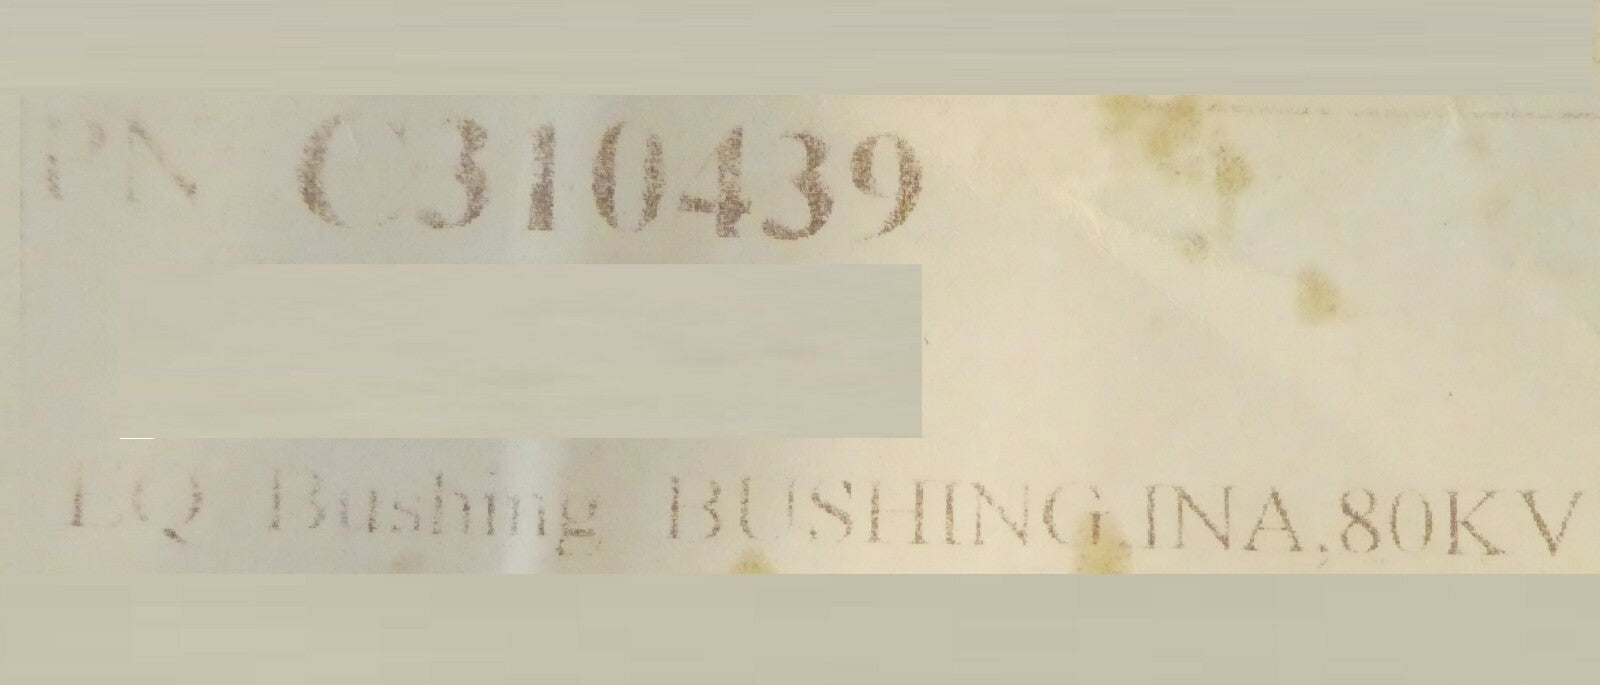 PN C310439
EQ Bushing BUSHING INA.80KV